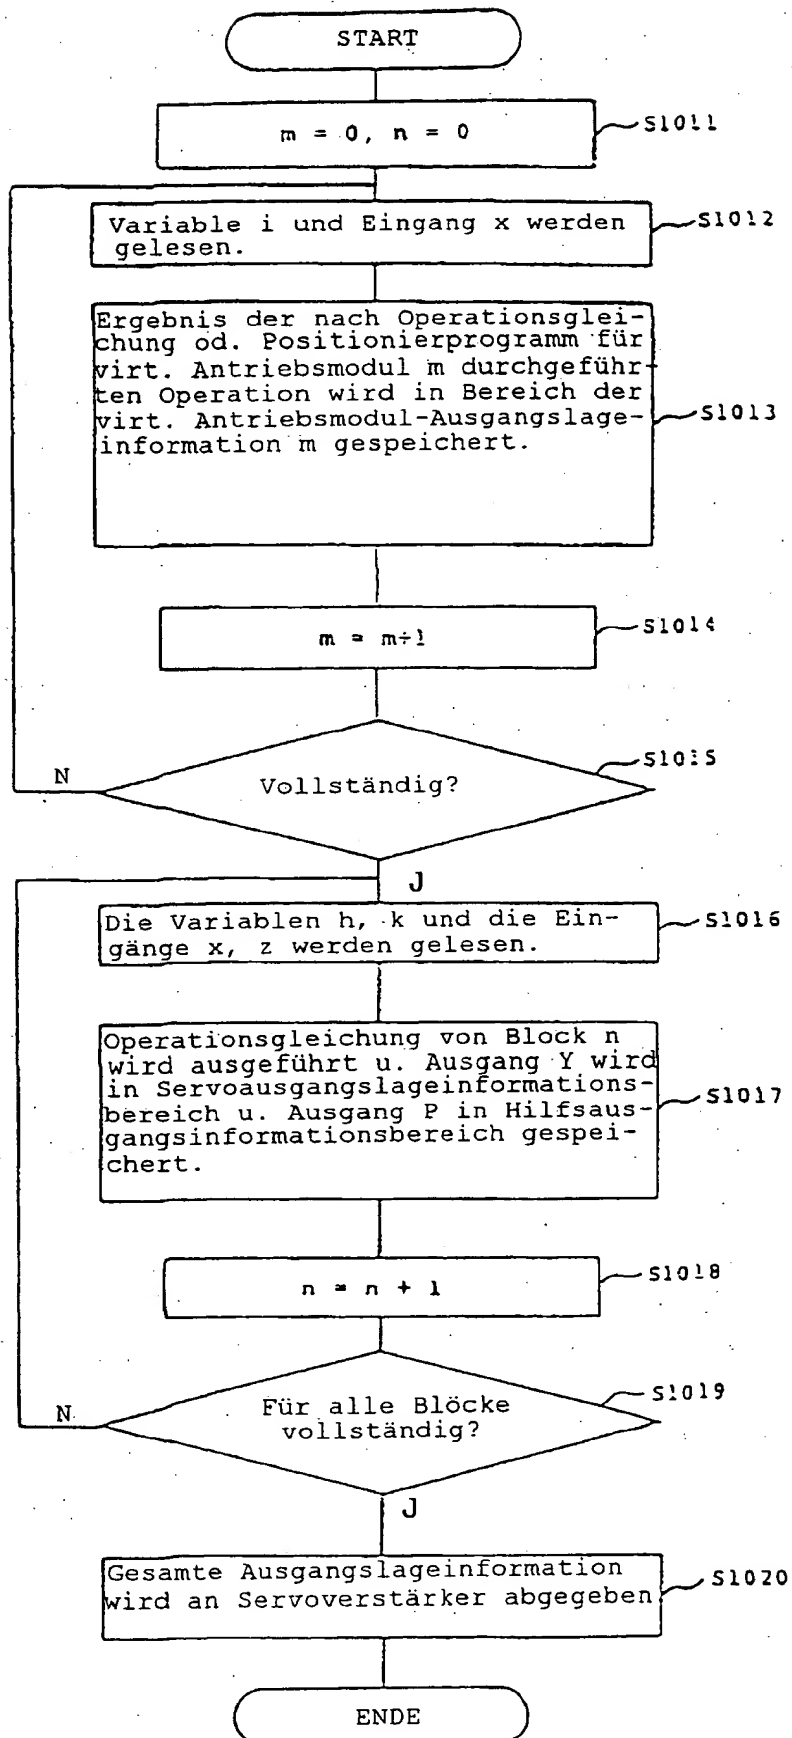 START
m = 0, n = 0
S1011
Variable i und Eingang x werden
gelesen.
S1012
Ergebnis der nach Operationsglei-
chung od. Positionierprogramm für
virt. Antriebsmodul m durchgeführ-
ten Operation wird in Bereich der
virt. Antriebsmodul-Ausgangslage-
information m gespeichert.
S1013
m = m+1
S1014
Vollständig?
S1015
N
J
Die Variablen h, k und die Ein-
gänge x, z werden gelesen.
S1016
Operationsgleichung von Block n
wird ausgeführt u. Ausgang Y wird
in Servoausgangslageinformations-
bereich u. Ausgang P in Hilfsaus-
gangsinformationsbereich gespei-
chert.
S1017
n = n + 1
S1018
Für alle Blöcke
vollständig?
S1019
N
J
Gesamte Ausgangslageinformation
wird an Servoverstärker abgegeben
S1020
ENDE